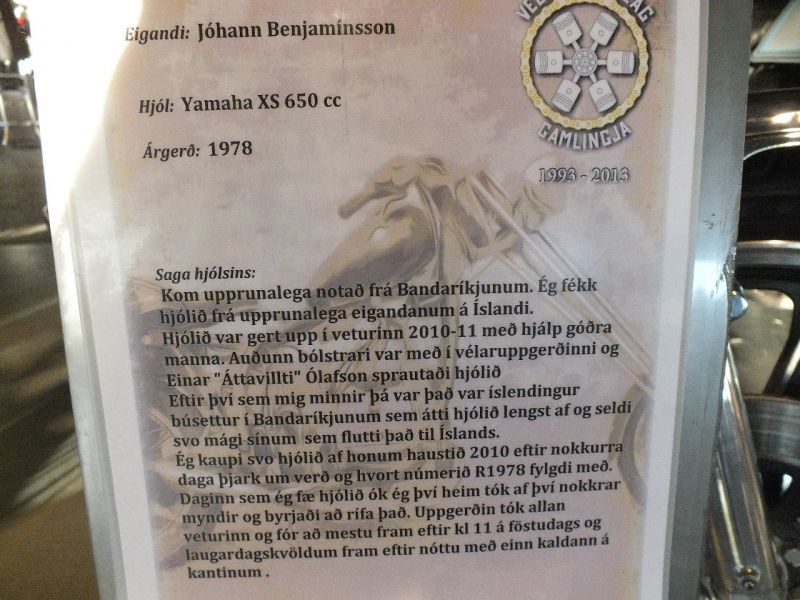 Eigandi: Jóhann Benjamínsson
GAMLINGJA
1993 - 2013
Hjól: Yamaha XS 650 cc
Árgerð: 1978
Saga hjólsins:
Kom upprunalega notað frá Bandaríkjunum. Ég fékk
hjólið frá upprunalega eigandanum á Íslandi.
Hjólið var gert upp í veturinn 2010-11 með hjálp góðra
manna. Auðunn bólstrari var með í vélaruppgerðinni og
Einar "Áttavillti" Ólafson sprautaði hjólið
Eftir því sem mig minnir þá var það var íslendingur
búsettur í Bandaríkjunum sem átti hjólið lengst af og seldi
svo mági sínum sem flutti það til Íslands.
Ég kaupi svo hjólið af honum haustið 2010 eftir nokkurra
daga þjark um verð og hvort númerið R1978 fylgdi með.
Daginn sem ég fæ hjólið ók ég því heim tók af því nokkrar
myndir og byrjaði að rífa það. Uppgerðin tók allan
veturinn og fór að mestu fram eftir kl 11 á föstudags og
laugardagskvöldum fram eftir nóttu með einn kaldann á
kantinum .